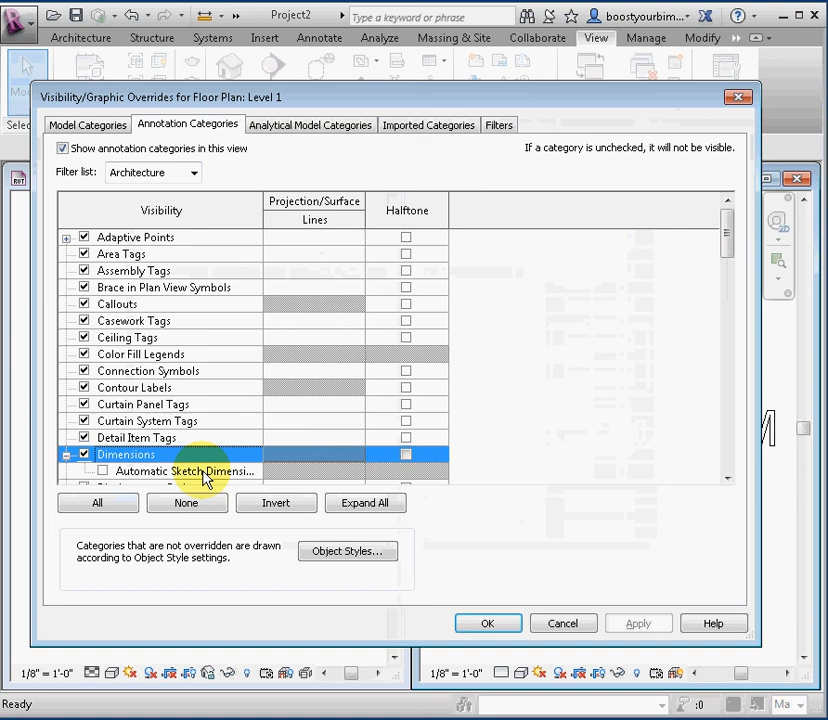 Project2
Type a keyword or phrase
boostyourbim...
Architecture Structure Systems Insert Annotate Analyze Massing & Site Collaborate View Manage Modify
Visibility/Graphic Overrides for Floor Plan: Level 1
Model Categories Annotation Categories Analytical Model Categories Imported Categories Filters
Show annotation categories in this view
If a category is unchecked, it will not be visible.
Filter list: Architecture
Visibility
Projection/Surface
Lines
Halftone
Adaptive Points
Area Tags
Assembly Tags
Brace in Plan View Symbols
Callouts
Casework Tags
Ceiling Tags
Color Fill Legends
Connection Symbols
Contour Labels
Curtain Panel Tags
Curtain System Tags
Detail Item Tags
Dimensions
Automatic Sketch Dimensi...
All None Invert Expand All
Categories that are not overridden are drawn
according to Object Style settings.
Object Styles...
OK Cancel Apply Help
1/8" = 1'-0"
1/8" = 1'-0"
Ready
:0
Ma